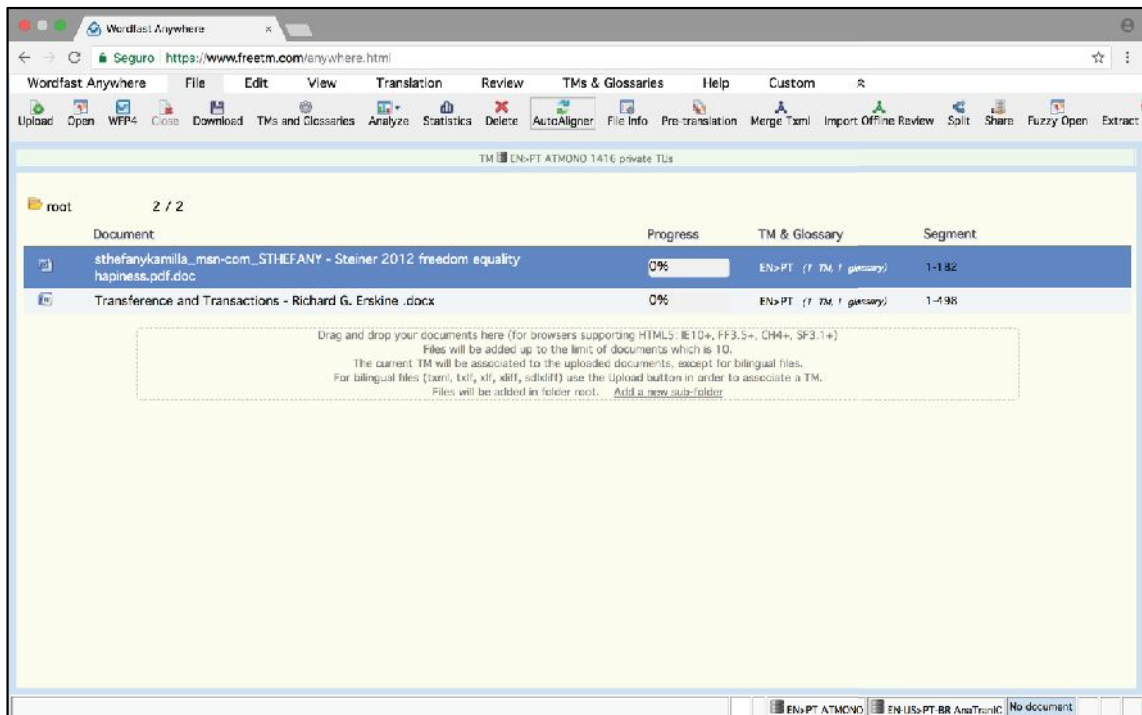 Wordfast Anywhere
Seguro https://www.freetm.com/anywhere.html
Wordfast Anywhere File Edit View Translation Review TMs & Glossaries Help Custom
Upload Open WFP4 Close Download TMs and Glossaries Analyze Statistics Delete AutoAligner File Info Pre-translation Merge Txml Import Offline Review Split Share Fuzzy Open Extract
TM EN>PT ATMONO 1416 private TUs
root 2 / 2
Document Progress TM & Glossary Segment
sthefanykamilla_msn-com_STHEFANY - Steiner 2012 freedom equality
hapiness.pdf.doc
0% EN>PT (1 TM, 1 glossary) 1-182
Transference and Transactions - Richard G. Erskine .docx 0% EN>PT (1 TM, 1 glossary) 1-498
Drag and drop your documents here (for browsers supporting HTML5: IE10+, FF3.5+, CH4+, SF3.1+)
Files will be added up to the limit of documents which is 10.
The current TM will be associated to the uploaded documents, except for bilingual files.
For bilingual files (txml, txlf, xlf, xliff, sdlxliff) use the Upload button in order to associate a TM.
Files will be added in folder root. Add a new sub-folder
EN>PT ATMONO EN-US>PT-BR AnaTranIC No document